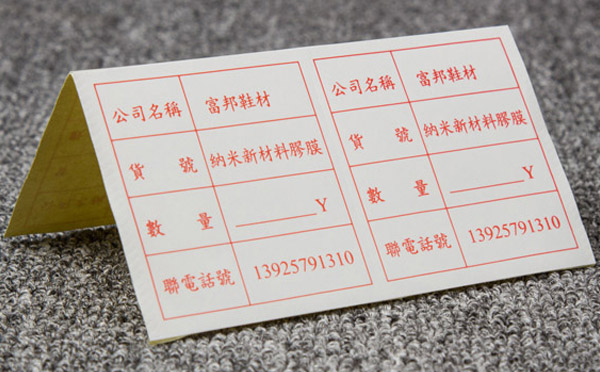 公司名稱 富邦鞋材
貨 號 納米新材料膠膜
數 量 ________Y
聯電話號 13925791310
公司名稱 富邦鞋材
貨 號 納米新材料膠膜
數 量 ________Y
聯電話號 13925791310